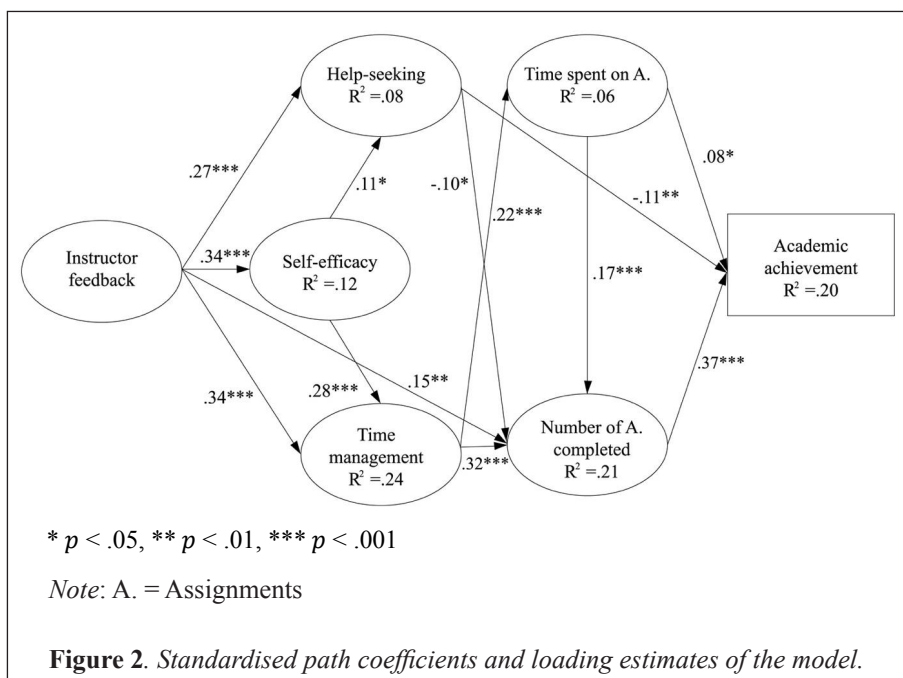 Help-seeking
R² =.08
Time spent on A.
R² =.06
.27***
.11*
-.10*
.22***
-.11**
.08*
Instructor
feedback
.34***
Self-efficacy
R² =.12
.17***
Academic
achievement
R² =.20
.34***
.28***
.15**
.37***
Time
management
R² =.24
.32***
Number of A.
completed
R² =.21
* p < .05, ** p < .01, *** p < .001
Note: A. = Assignments
Figure 2. Standardised path coefficients and loading estimates of the model.